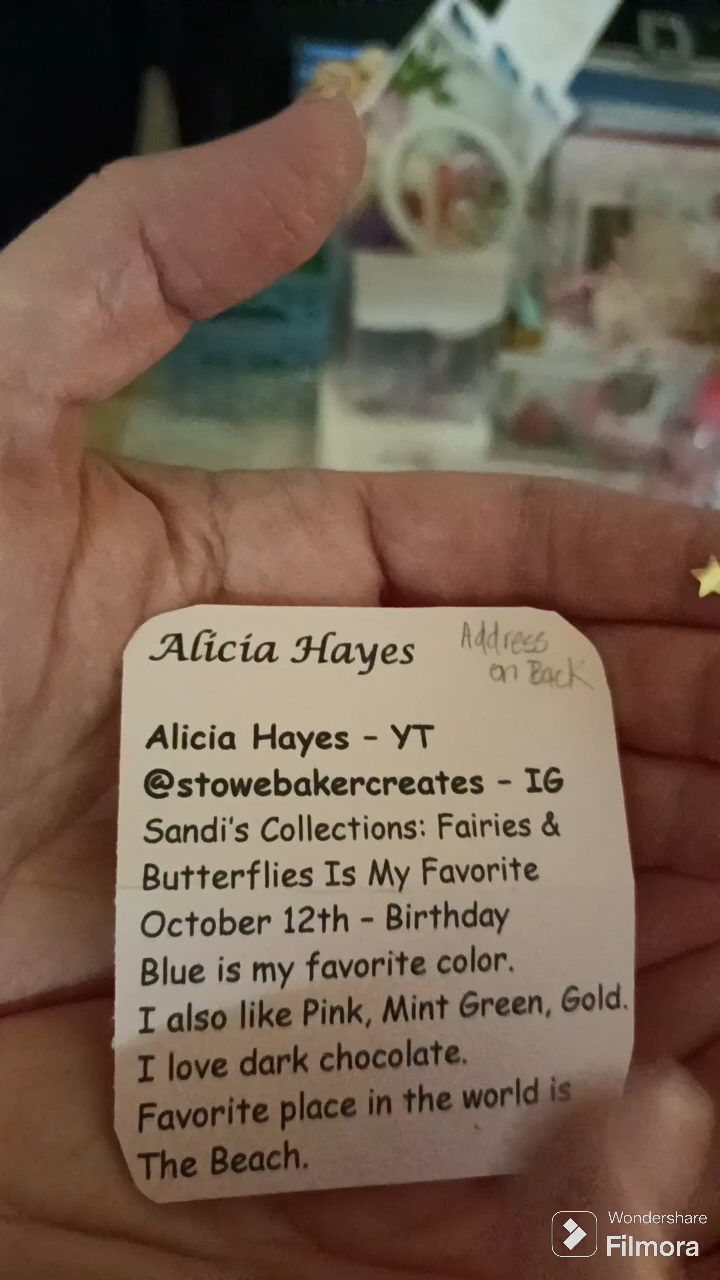 Alicia Hayes
Address
on Back
Alicia Hayes - YT
@stowebakercreates - IG
Sandi's Collections: Fairies &
Butterflies Is My Favorite
October 12th - Birthday
Blue is my favorite color.
I also like Pink, Mint Green, Gold.
I love dark chocolate.
Favorite place in the world is
The Beach.
Wondershare
Filmora